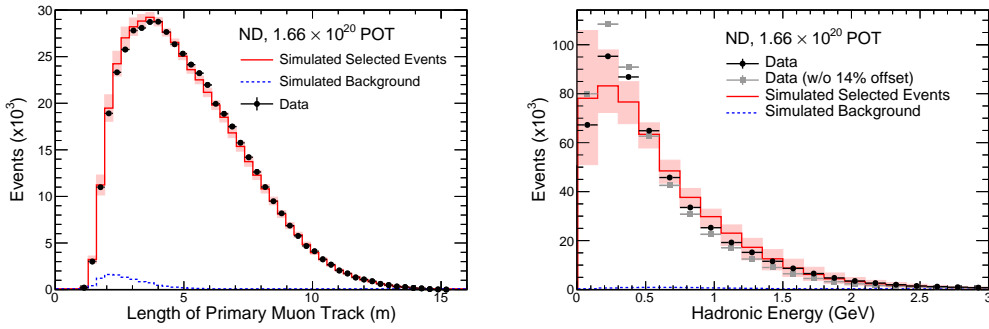 ND, 1.66 × 10²⁰ POT
Simulated Selected Events
Simulated Background
Data
Events (x10³)
30
25
20
15
10
5
0
0 5 10 15
Length of Primary Muon Track (m)
ND, 1.66 × 10²⁰ POT
Data
Data (w/o 14% offset)
Simulated Selected Events
Simulated Background
Events (x10³)
100
80
60
40
20
0
0 0.5 1 1.5 2 2.5 3
Hadronic Energy (GeV)